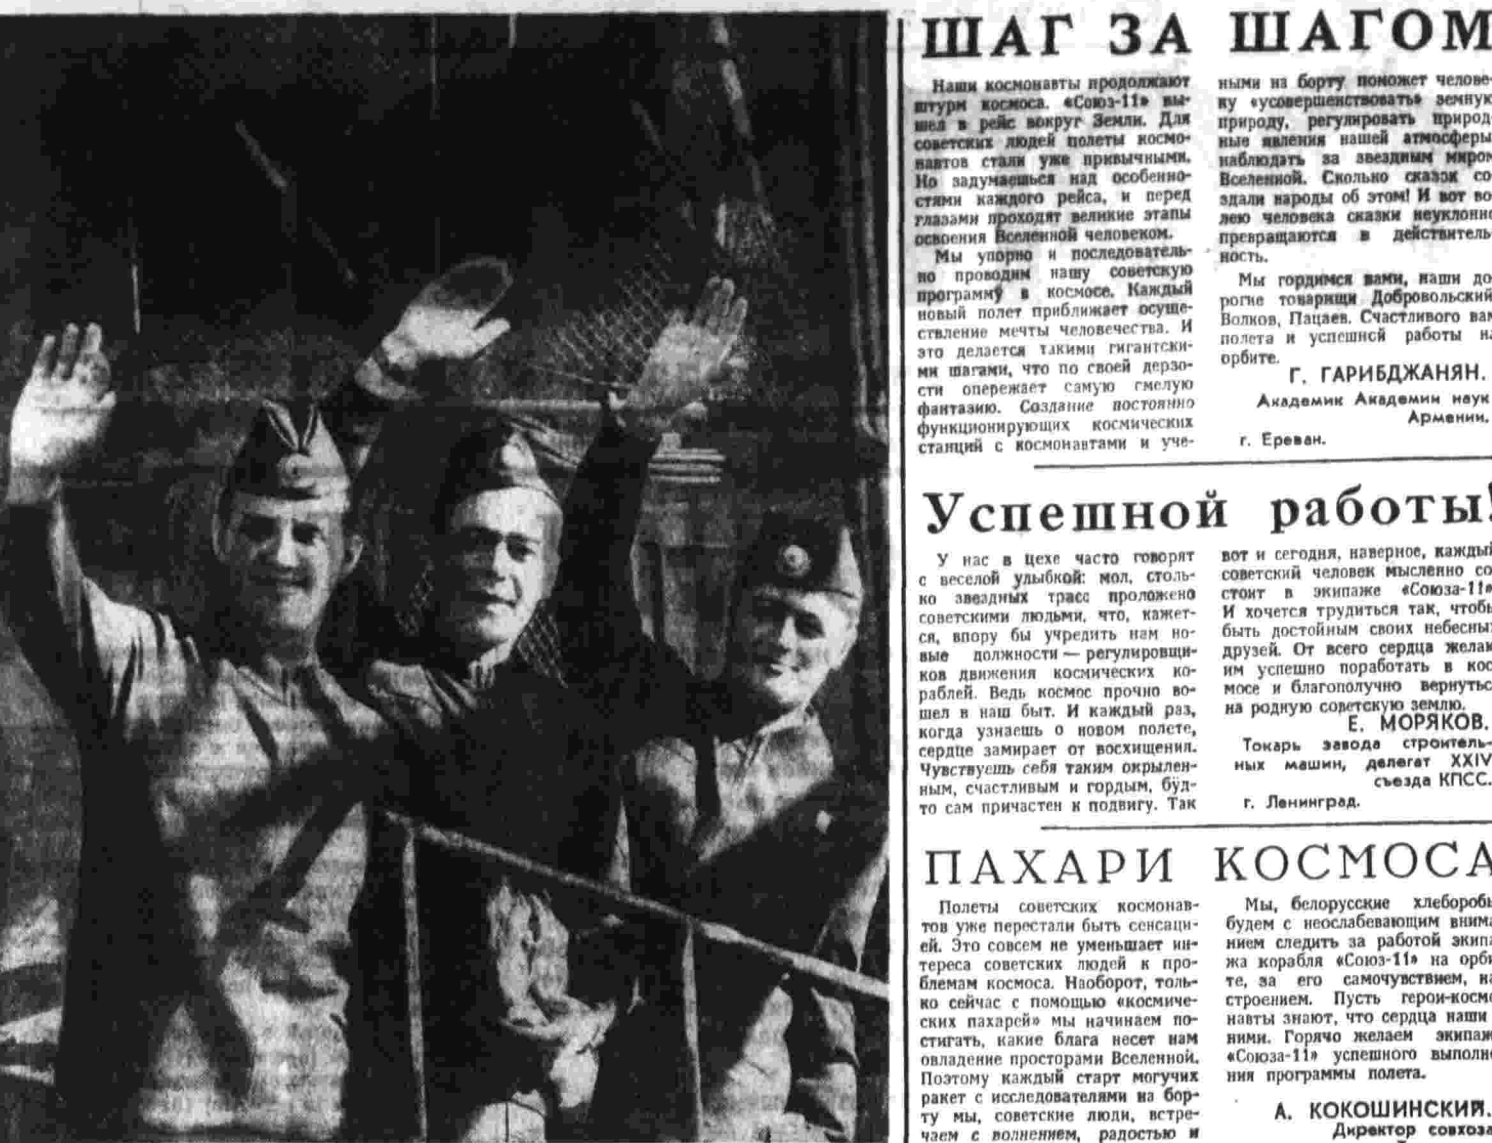 ШАГ ЗА ШАГОМ
Наши космонавты продолжают
штурм космоса. «Союз-11» вы-
шел в рейс вокруг Земли. Для
советских людей полеты космо-
навтов стали уже привычными.
Но задумаешься над особенно-
стями каждого рейса, и перед
глазами проходят великие этапы
освоения Вселенной человеком.
Мы упорно и последователь-
но проводим нашу советскую
программу в космосе. Каждый
новый полет приближает осуще-
ствление мечты человечества. И
это делается такими гигантски-
ми шагами, что по своей дерзо-
сти опережает самую смелую
фантазию. Создание постоянно
функционирующих космических
станций с космонавтами и уче-
ными на борту поможет челове-
ку «усовершенствовать» земную
природу, регулировать природ-
ные явления нашей атмосферы
наблюдать за звездным миром
Вселенной. Сколько сказок со
здали народы об этом! И вот во
лею человека сказки неуклонно
превращаются в действитель
ность.
Мы гордимся вами, наши до
рогие товарищи Добровольский
Волков, Пацаев. Счастливого вам
полета и успешной работы на
орбите.
Г. ГАРИБДЖАНЯН.
Академик Академии наук
Армении.
г. Ереван.
Успешной работы!
У нас в цехе часто говорят
с веселой улыбкой: мол, столь-
ко звездных трасс проложено
советскими людьми, что, кажет-
ся, впору бы учредить нам но-
вые должности — регулировщи-
ков движения космических ко-
раблей. Ведь космос прочно во-
шел в наш быт. И каждый раз,
когда узнаешь о новом полете,
сердце замирает от восхищения.
Чувствуешь себя таким окрылен-
ным, счастливым и гордым, буд-
то сам причастен к подвигу. Так
вот и сегодня, наверное, каждый
советский человек мысленно со
стоит в экипаже «Союза-11»
И хочется трудиться так, чтобы
быть достойным своих небесных
друзей. От всего сердца желаю
им успешно поработать в кос
мосе и благополучно вернутьс
на родную советскую землю.
Е. МОРЯКОВ.
Токарь завода строитель-
ных машин, делегат XXIV
съезда КПСС.
г. Ленинград.
ПАХАРИ КОСМОСА
Полеты советских космонав-
тов уже перестали быть сенсаци-
ей. Это совсем не уменьшает ин-
тереса советских людей к про-
блемам космоса. Наоборот, толь-
ко сейчас с помощью «космиче-
ских пахарей» мы начинаем по-
стигать, какие блага несет нам
овладение просторами Вселенной.
Поэтому каждый старт могучих
ракет с исследователями на бор-
ту мы, советские люди, встре-
чаем с волнением, радостью и
Мы, белорусские хлеборобы
будем с неослабевающим внима
нием следить за работой экипа
жа корабля «Союз-11» на орби
те, за его самочувствием, на
строением. Пусть герои-космо
навты знают, что сердца наши
ними. Горячо желаем экипаж
«Союза-11» успешного выполне
ния программы полета.
А. КОКОШИНСКИЙ.
Директор совхоза